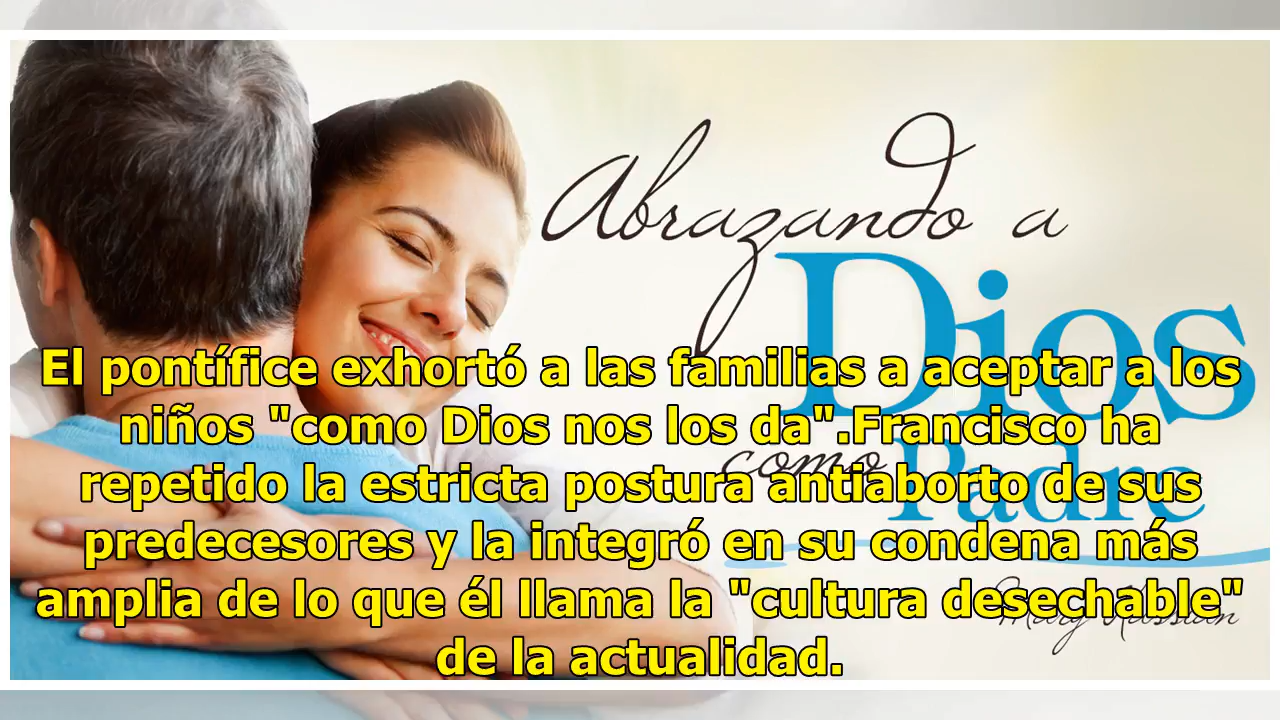 Abrazando a
Dios
como Padre
El pontífice exhortó a las familias a aceptar a los
niños "como Dios nos los da".Francisco ha
repetido la estricta postura antiaborto de sus
predecesores y la integró en su condena más
amplia de lo que él llama la "cultura desechable"
de la actualidad.